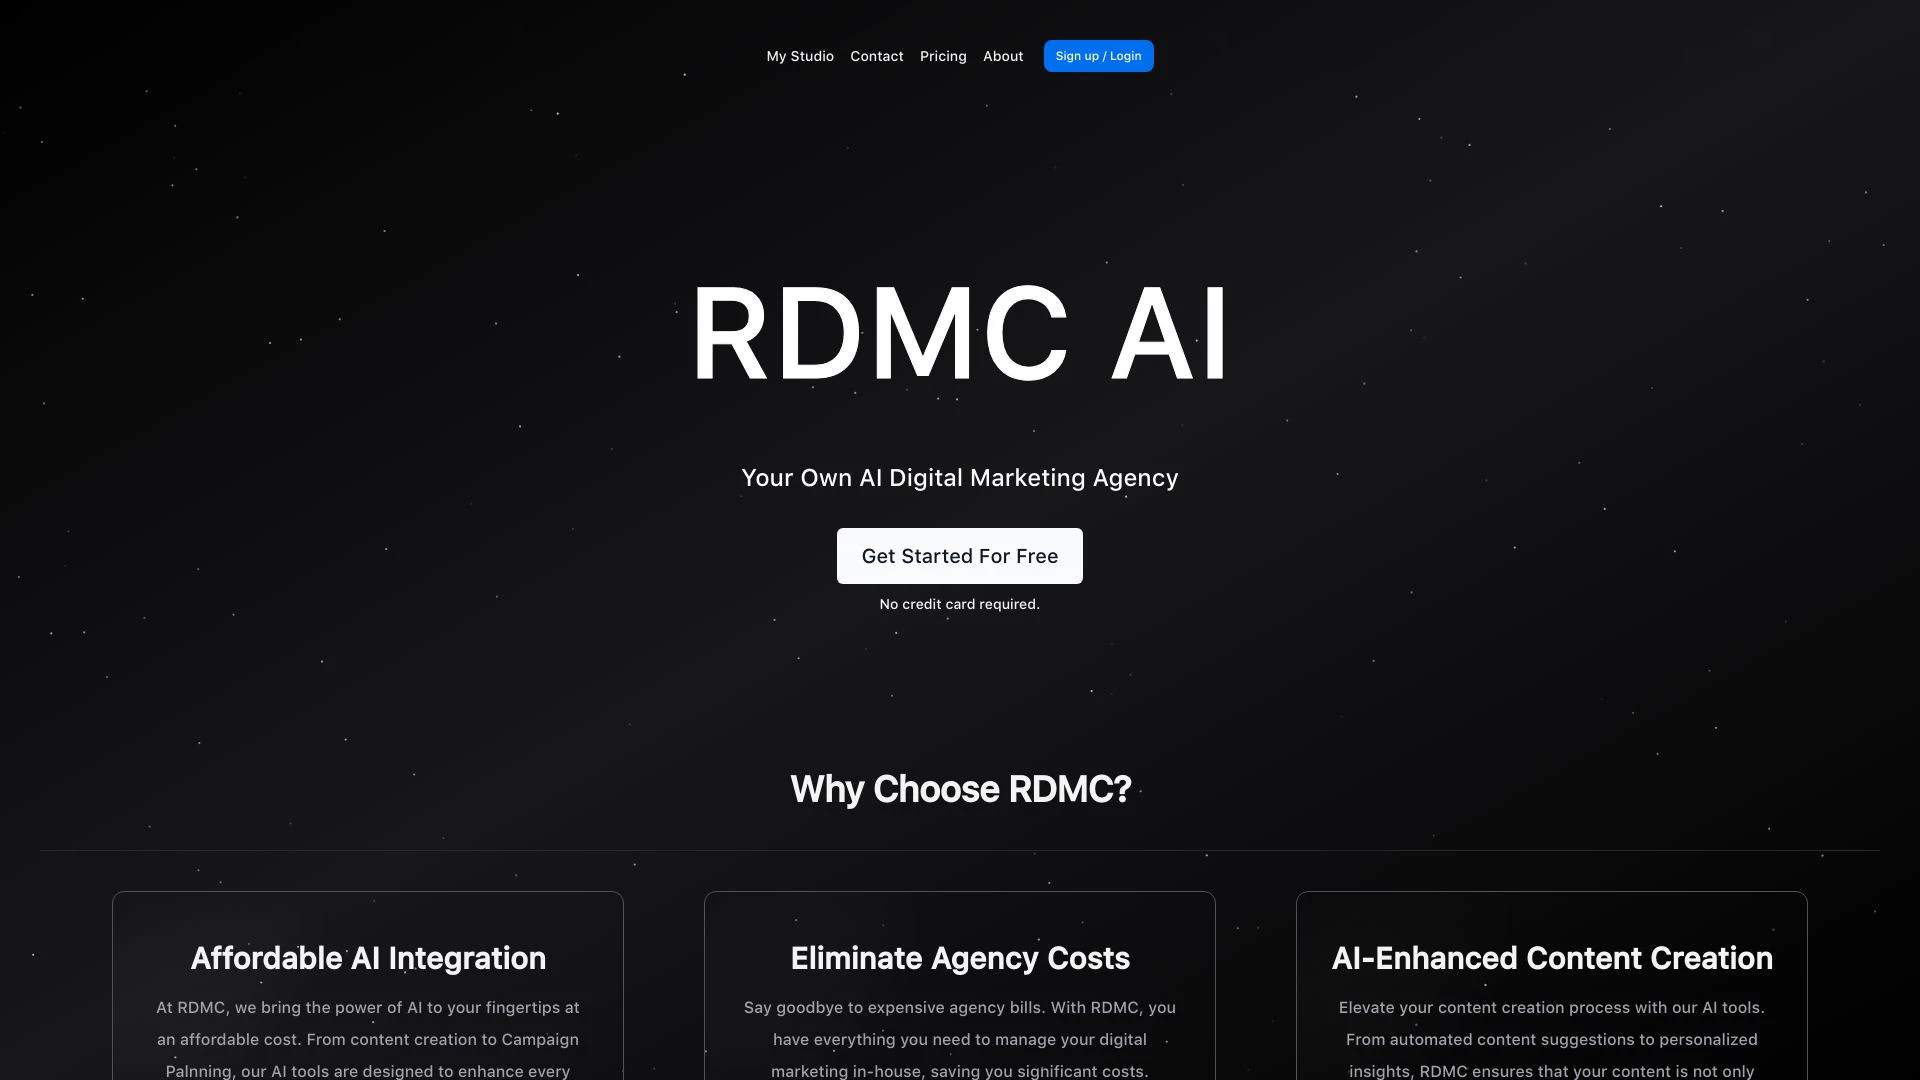 My Studio Contact Pricing About Sign up / Login
RDMC AI
Your Own AI Digital Marketing Agency
Get Started For Free
No credit card required.
Why Choose RDMC?
Affordable AI Integration
At RDMC, we bring the power of AI to your fingertips at
an affordable cost. From content creation to Campaign
Palnning, our AI tools are designed to enhance every
Eliminate Agency Costs
Say goodbye to expensive agency bills. With RDMC, you
have everything you need to manage your digital
marketing in-house, saving you significant costs.
AI-Enhanced Content Creation
Elevate your content creation process with our AI tools.
From automated content suggestions to personalized
insights, RDMC ensures that your content is not only